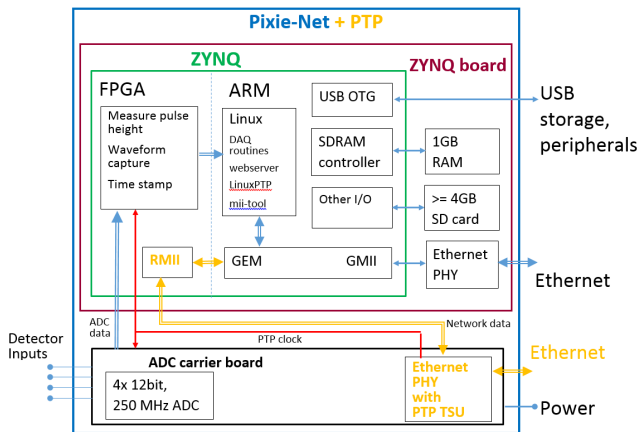 Pixie-Net + PTP
ZYNQ
ZYNQ board
FPGA
Measure pulse
height
Waveform
capture
Time stamp
ARM
Linux
DAQ
routines
webserver
LinuxPTP
mii-tool
USB OTG
SDRAM
controller
Other I/O
1GB
RAM
>= 4GB
SD card
RMII
GEM GMII
Ethernet
PHY
USB
storage,
peripherals
Ethernet
ADC
data
PTP clock
Network data
Detector
Inputs
ADC carrier board
4x 12bit,
250 MHz ADC
Ethernet
PHY
with
PTP TSU
Ethernet
Power